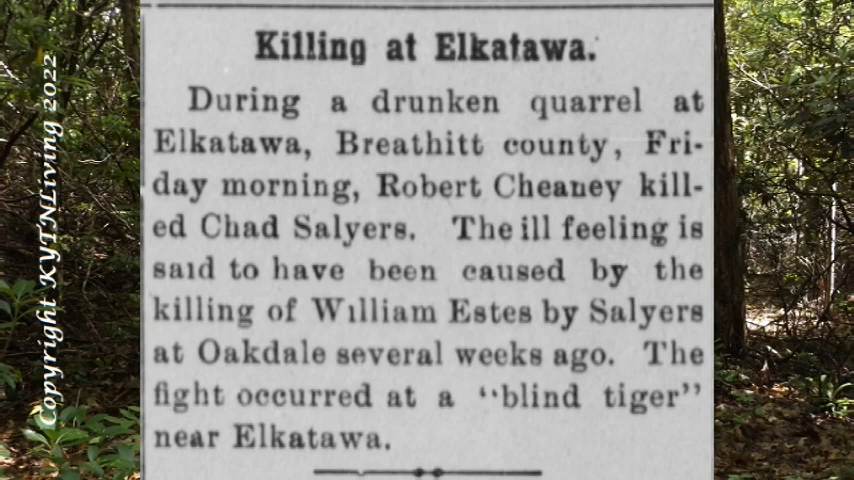 Killing at Elkatawa.
During a drunken quarrel at
Elkatawa, Breathitt county, Fri-
day morning, Robert Cheaney kill-
ed Chad Salyers. The ill feeling is
said to have been caused by the
killing of William Estes by Salyers
at Oakdale several weeks ago. The
fight occurred at a "blind tiger"
near Elkatawa.
Copyright KYTNLiving 2022